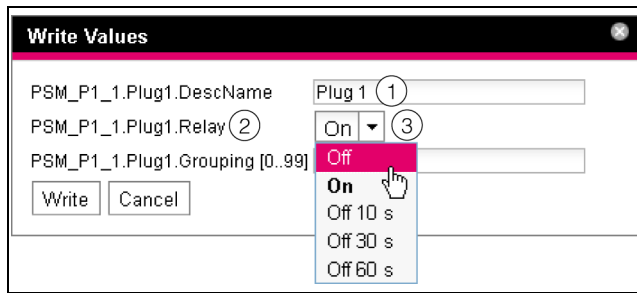 Write Values
PSM_P1_1.Plug1.DescName Plug 1 1
PSM_P1_1.Plug1.Relay 2 On 3
PSM_P1_1.Plug1.Grouping [0..99]
Off
On
Off 10 s
Off 30 s
Off 60 s
Write Cancel